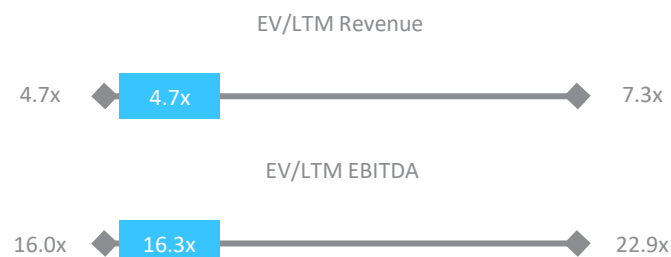 EV/LTM Revenue
4.7x 4.7x 7.3x
EV/LTM EBITDA
16.0x 16.3x 22.9x